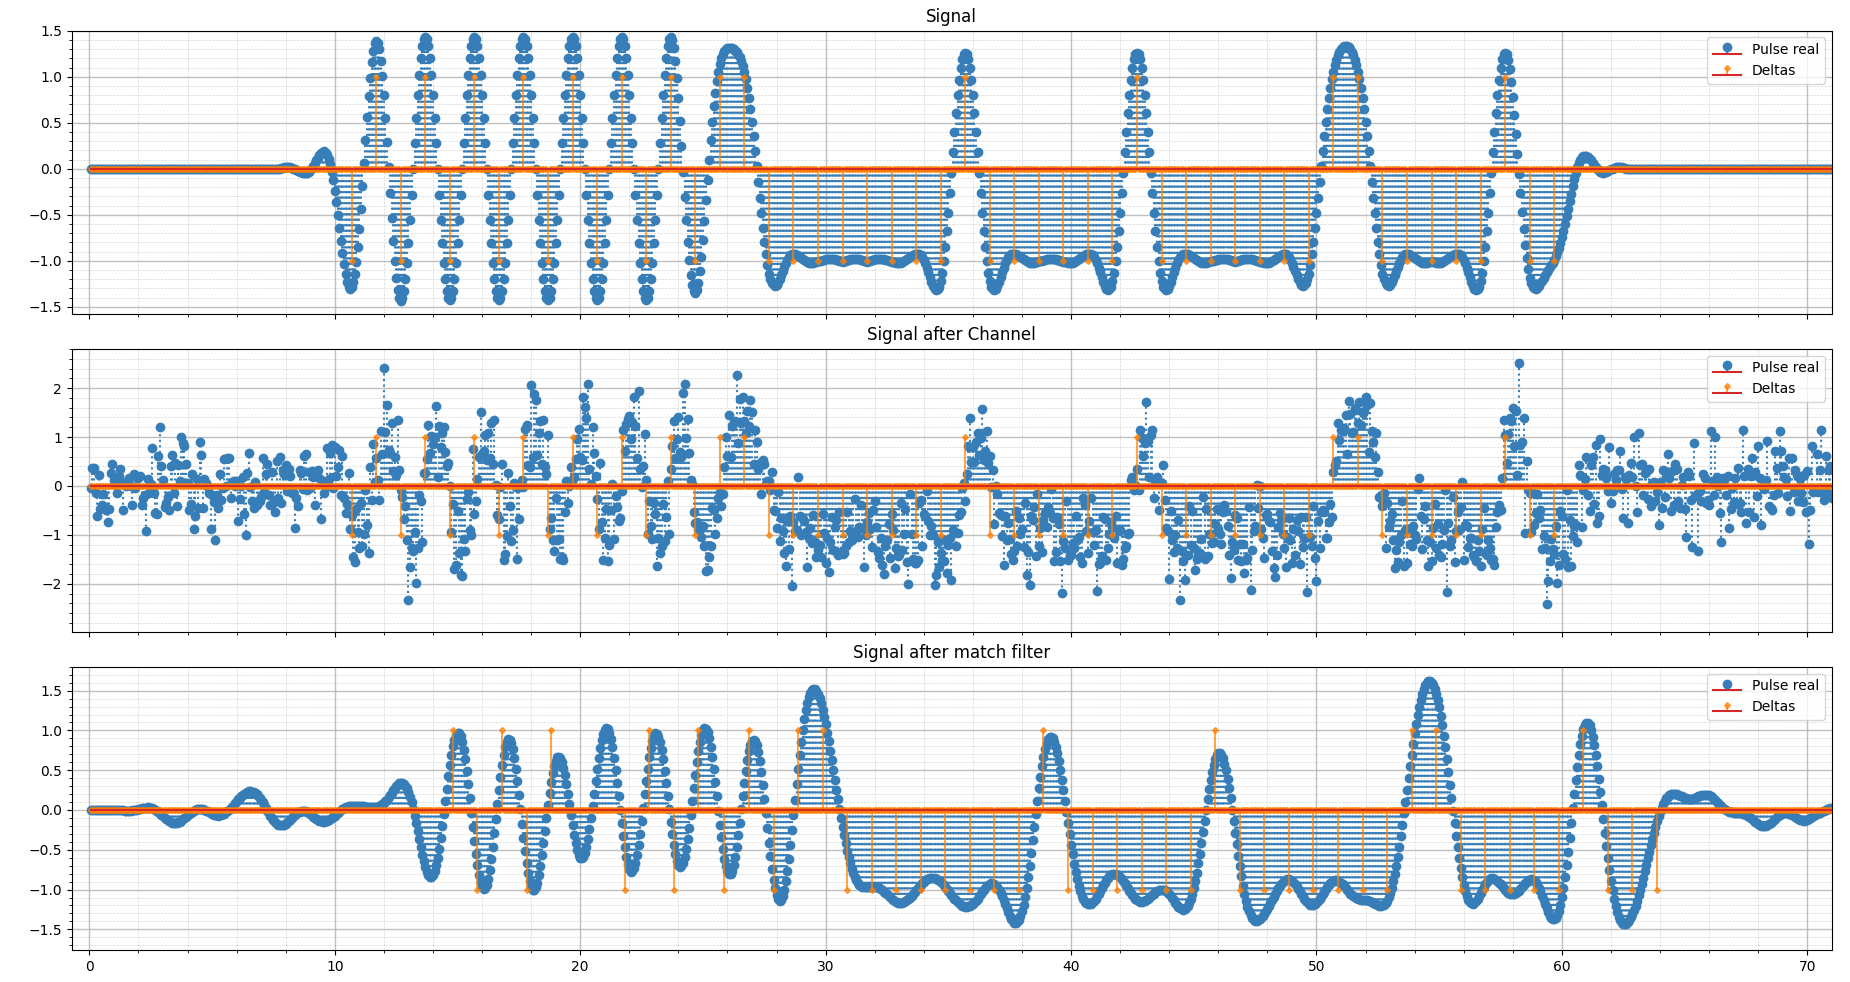 Signal
1.5
1.0
0.5
0.0
−0.5
−1.0
−1.5
Pulse real
Deltas
Signal after Channel
2
1
0
−1
−2
Pulse real
Deltas
Signal after match filter
1.5
1.0
0.5
0.0
−0.5
−1.0
−1.5
Pulse real
Deltas
0 10 20 30 40 50 60 70